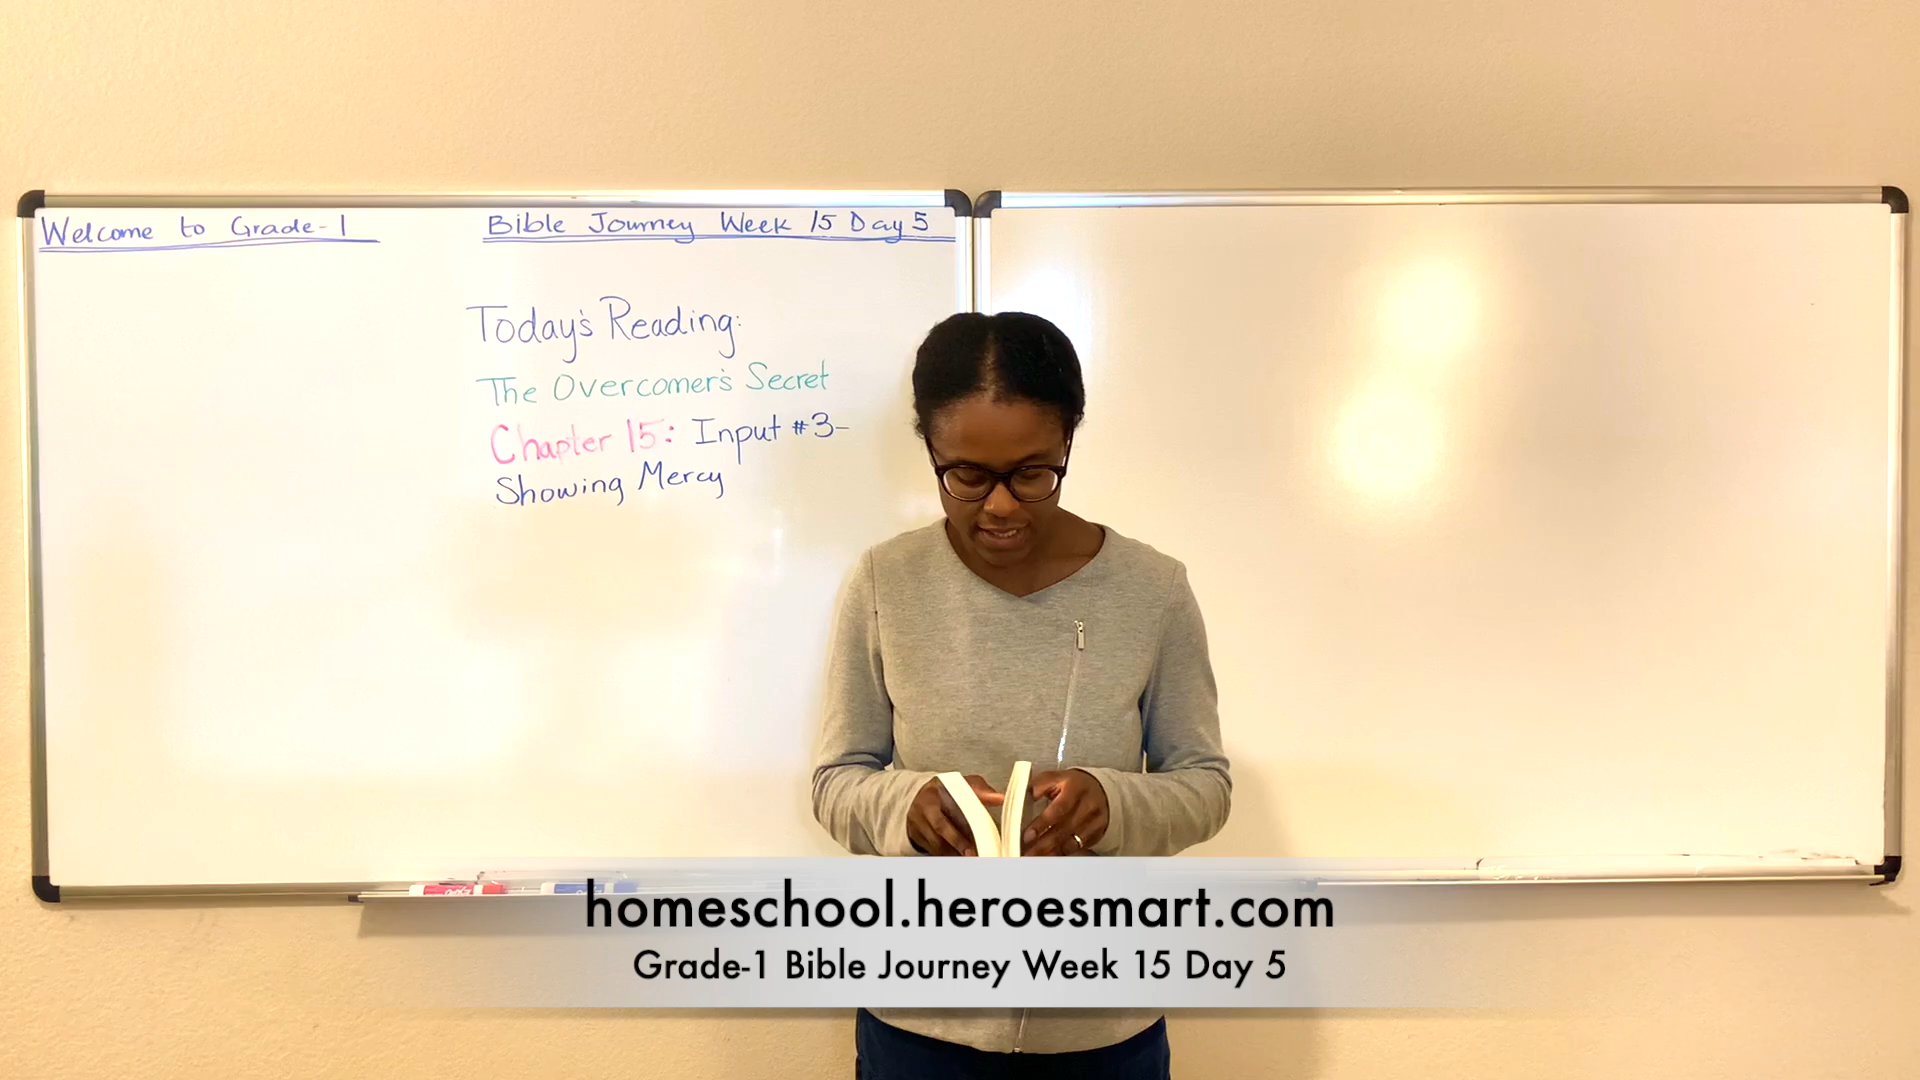 Welcome to Grade-1
Bible Journey Week 15 Day 5
Today's Reading:
The Overcomer's Secret
Chapter 15: Input #3-
Showing Mercy
homeschool.heroesmart.com
Grade-1 Bible Journey Week 15 Day 5